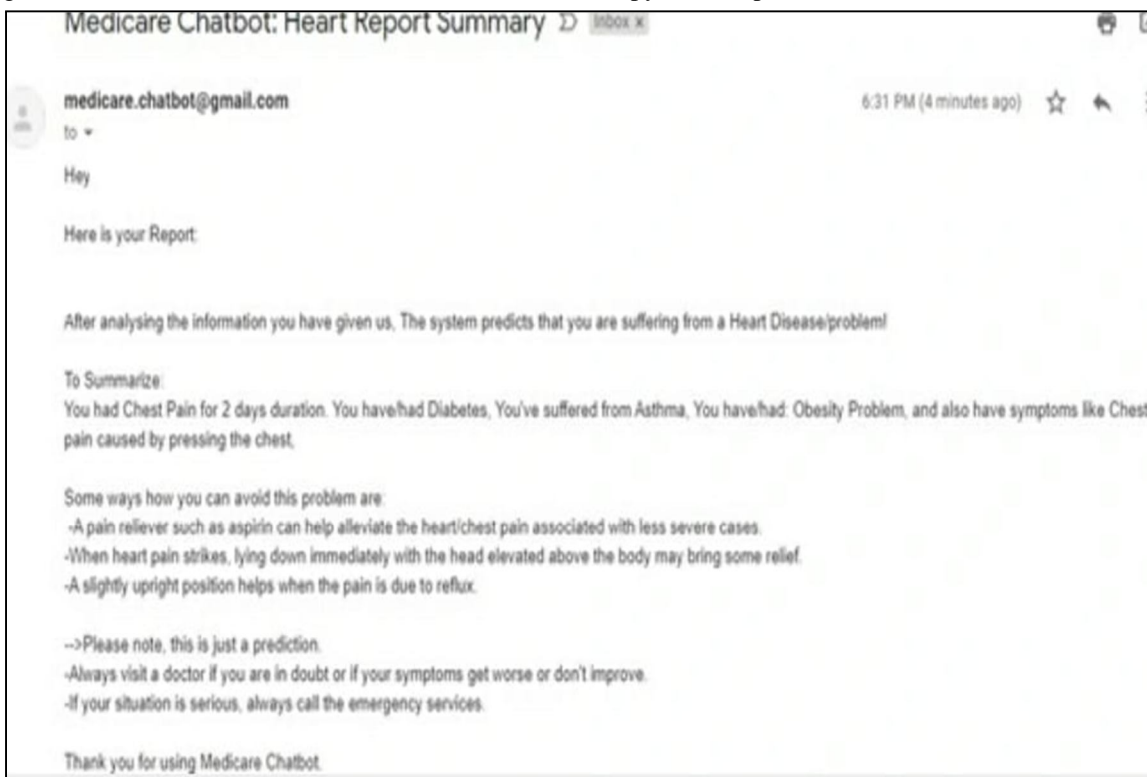 Medicare Chatbot: Heart Report Summary Inbox x
medicare.chatbot@gmail.com 6:31 PM (4 minutes ago)
to
Hey
Here is your Report:
After analysing the information you have given us, The system predicts that you are suffering from a Heart Disease/problem!
To Summarize:
You had Chest Pain for 2 days duration. You have/had Diabetes, You've suffered from Asthma, You have/had: Obesity Problem, and also have symptoms like Chest
pain caused by pressing the chest,
Some ways how you can avoid this problem are:
-A pain reliever such as aspirin can help alleviate the heart/chest pain associated with less severe cases.
-When heart pain strikes, lying down immediately with the head elevated above the body may bring some relief.
-A slightly upright position helps when the pain is due to reflux.
-->Please note, this is just a prediction.
-Always visit a doctor if you are in doubt or if your symptoms get worse or don't improve.
-If your situation is serious, always call the emergency services.
Thank you for using Medicare Chatbot.